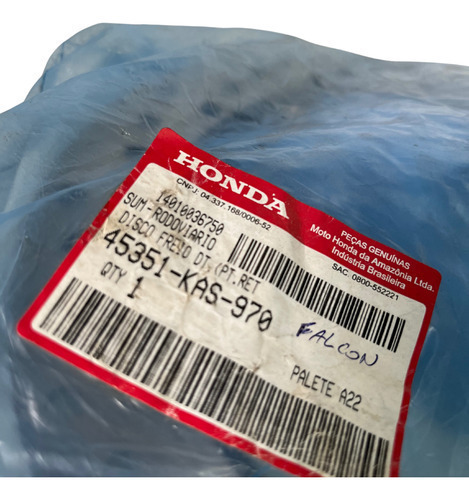 HONDA
CNPJ: 04.337.168/0006-52
PEÇAS GENUÍNAS
Moto Honda da Amazônia Ltda.
Indústria Brasileira
SAC: 0800-552221
14010036750
SUM-RODOVIARIO
DISCO FREIO DT.(PT.RET
45351-KAS-970
QTY
1
FALCON
PALETE A22